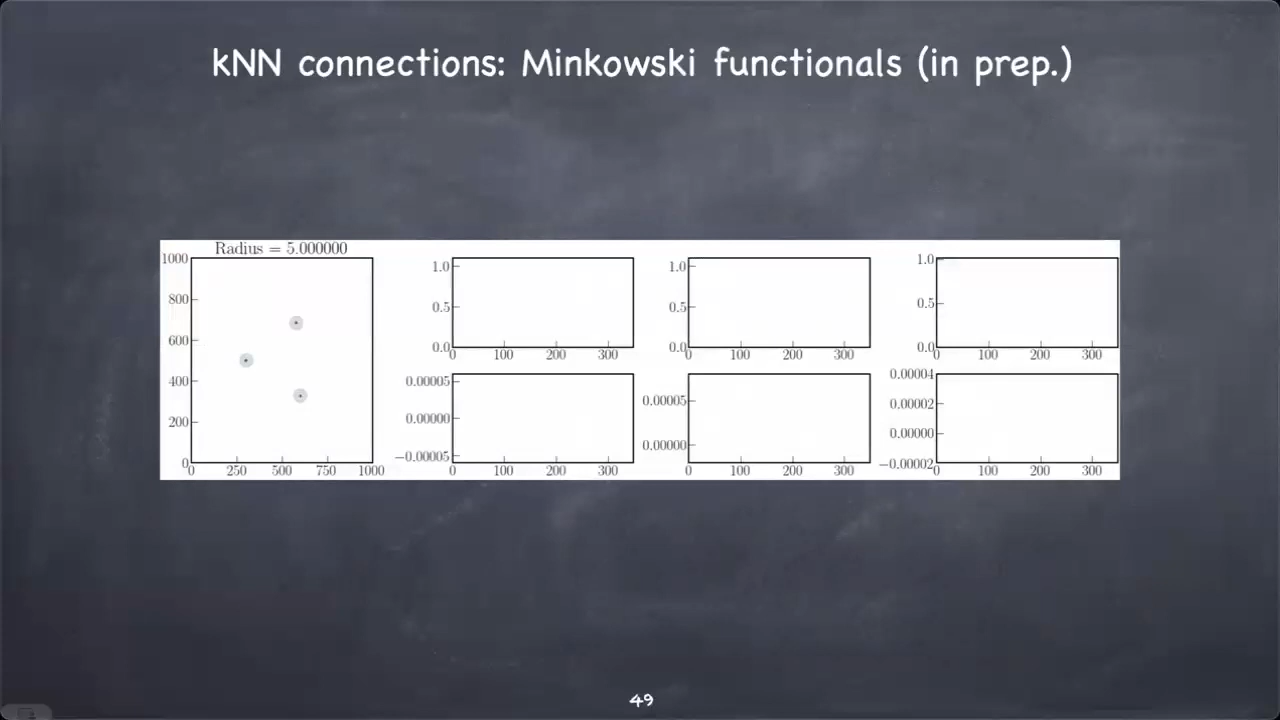 kNN connections: Minkowski functionals (in prep.)
Radius = 5.000000
1000
800
600
400
200
0
0 250 500 750 1000
1.0
0.5
0.0
0 100 200 300
1.0
0.5
0.0
0 100 200 300
1.0
0.5
0.0
0 100 200 300
0.00005
0.00000
−0.00005
0 100 200 300
0.00005
0.00000
0 100 200 300
0.00004
0.00002
0.00000
−0.00002
0 100 200 300
49